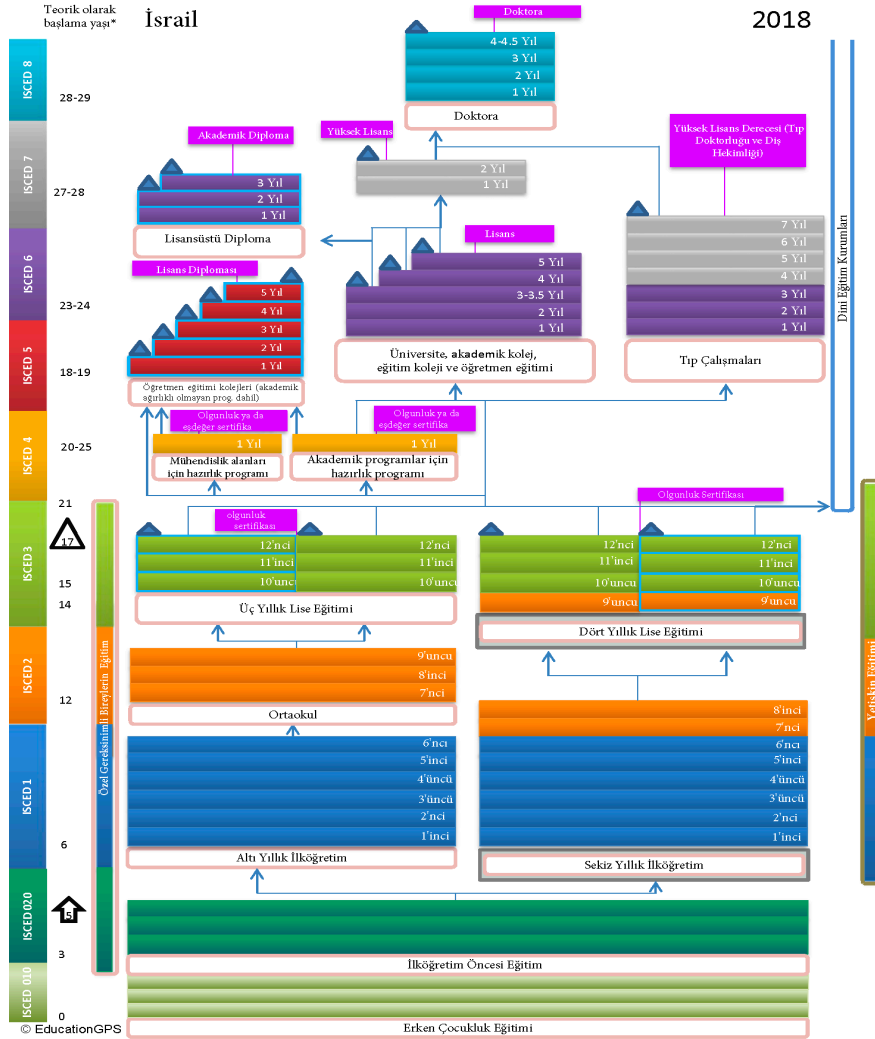 Teorik olarak
başlama yaşı*
İsrail
2018
Doktora
4-4.5 Yıl
3 Yıl
2 Yıl
1 Yıl
Doktora
ISCED 8
28-29
Akademik Diploma
Yüksek Lisans
Yüksek Lisans Derecesi (Tıp
Doktorluğu ve Diş
Hekimliği)
ISCED 7
27-28
3 Yıl
2 Yıl
1 Yıl
Lisansüstü Diploma
2 Yıl
1 Yıl
7 Yıl
6 Yıl
5 Yıl
4 Yıl
3 Yıl
2 Yıl
1 Yıl
Tıp Çalışmaları
Dini Eğitim Kurumları
ISCED 6
23-24
Lisans Diploması
5 Yıl
4 Yıl
3 Yıl
2 Yıl
1 Yıl
Öğretmen eğitimi kolejleri (akademik
ağırlıklı olmayan prog. dahil)
Lisans
5 Yıl
4 Yıl
3-3.5 Yıl
2 Yıl
1 Yıl
Üniversite, akademik kolej,
eğitim koleji ve öğretmen eğitimi
ISCED 5
18-19
ISCED 4
20-25
Olgunluk ya da
eşdeğer sertifika
1 Yıl
Mühendislik alanları
için hazırlık programı
Olgunluk ya da
eşdeğer sertifika
1 Yıl
Akademik programlar için
hazırlık programı
21
17
15
14
ISCED 3
olgunluk
sertifikası
12'nci
11'inci
10'uncu
12'nci
11'inci
10'uncu
Üç Yıllık Lise Eğitimi
Olgunluk Sertifikası
12'nci
11'inci
10'uncu
9'uncu
12'nci
11'inci
10'uncu
9'uncu
Dört Yıllık Lise Eğitimi
ISCED 2
12
Özel Gereksinimli Bireylerin Eğitim
9'uncu
8'inci
7'nci
Ortaokul
8'inci
7'nci
6'ncı
5'inci
4'üncü
3'üncü
2'nci
1'inci
Sekiz Yıllık İlköğretim
Yetişkin Eğitimi
ISCED 1
6
6'ncı
5'inci
4'üncü
3'üncü
2'nci
1'inci
Altı Yıllık İlköğretim
ISCED 020
5
3
İlköğretim Öncesi Eğitim
ISCED 010
0
Erken Çocukluk Eğitimi
© EducationGPS